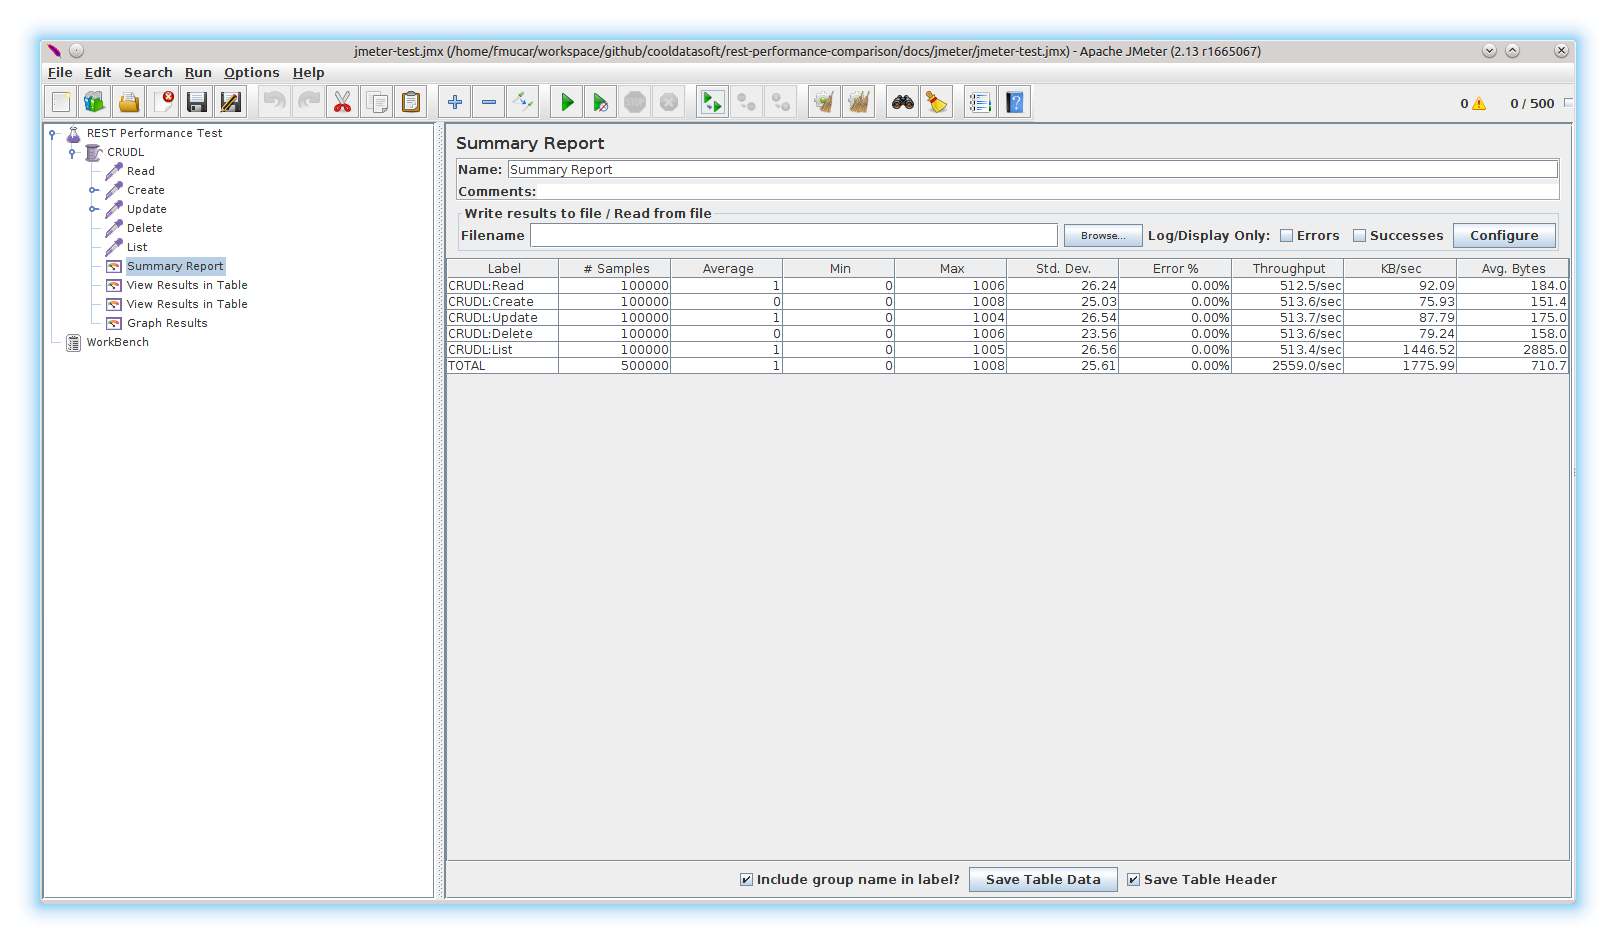 jmeter-test.jmx (/home/fmucar/workspace/github/cooldatasoft/rest-performance-comparison/docs/jmeter/jmeter-test.jmx) - Apache JMeter (2.13 r1665067)
File Edit Search Run Options Help
STOP ? 0 0 / 500
REST Performance Test
CRUDL
Read
Create
Update
Delete
List
Summary Report
View Results in Table
View Results in Table
Graph Results
WorkBench
Summary Report
Name: Summary Report
Comments:
Write results to file / Read from file
Filename Browse... Log/Display Only: Errors Successes Configure
Label # Samples Average Min Max Std. Dev. Error % Throughput KB/sec Avg. Bytes
CRUDL:Read 100000 1 0 1006 26.24 0.00% 512.5/sec 92.09 184.0
CRUDL:Create 100000 0 0 1008 25.03 0.00% 513.6/sec 75.93 151.4
CRUDL:Update 100000 1 0 1004 26.54 0.00% 513.7/sec 87.79 175.0
CRUDL:Delete 100000 0 0 1006 23.56 0.00% 513.6/sec 79.24 158.0
CRUDL:List 100000 1 0 1005 26.56 0.00% 513.4/sec 1446.52 2885.0
TOTAL 500000 1 0 1008 25.61 0.00% 2559.0/sec 1775.99 710.7
Include group name in label? Save Table Data Save Table Header